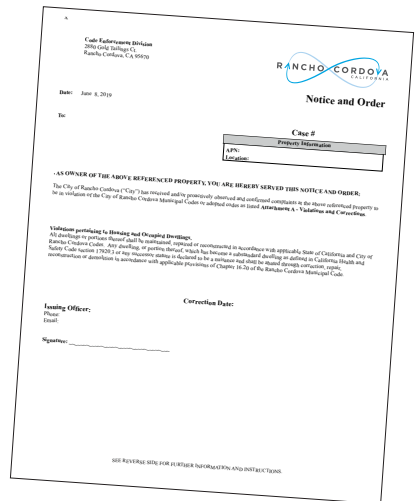 Code Enforcement Division
2880 Gold Tailings Ct.
Rancho Cordova, CA 95670
RANCHO CORDOVA
CALIFORNIA
Date: June 8, 2019
Notice and Order
To:
Case #
Property Information
APN:
Location:
AS OWNER OF THE ABOVE REFERENCED PROPERTY, YOU ARE HEREBY SERVED THIS NOTICE AND ORDER:
The City of Rancho Cordova ("City") has received and/or proactively observed and confirmed complaints at the above referenced property to
be in violation of the City of Rancho Cordova Municipal Codes or adopted codes as listed Attachment A - Violations and Corrections.
Violations pertaining to Housing and Occupied Dwellings.
All dwellings or portions thereof shall be maintained, repaired or reconstructed in accordance with applicable State of California and City of
Rancho Cordova Codes. Any dwelling, or portion thereof, which has become a substandard dwelling as defined in California Health and
Safety Code section 17920.3 or any successor statute is declared to be a nuisance and shall be abated through correction, repair,
reconstruction or demolition in accordance with applicable provisions of Chapter 16.20 of the Rancho Cordova Municipal Code.
Issuing Officer:
Correction Date:
Phone:
Email:
Signature:
SEE REVERSE SIDE FOR FURTHER INFORMATION AND INSTRUCTIONS